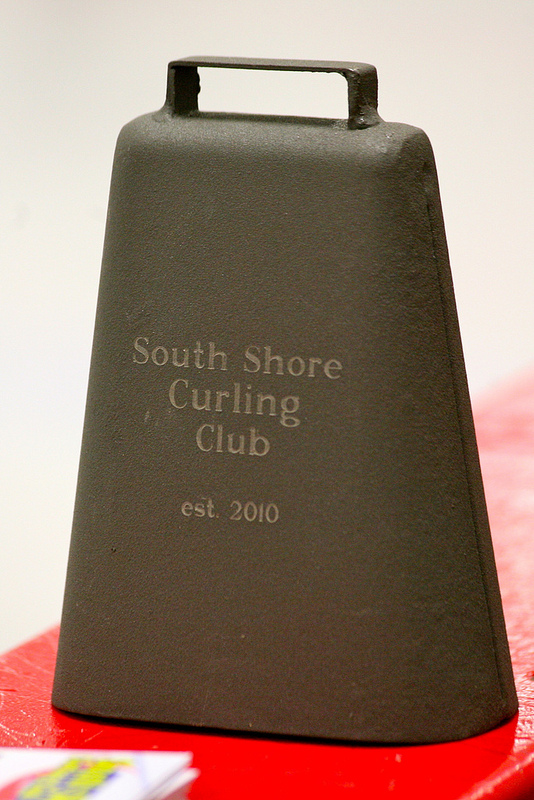 South Shore
Curling
Club
est. 2010